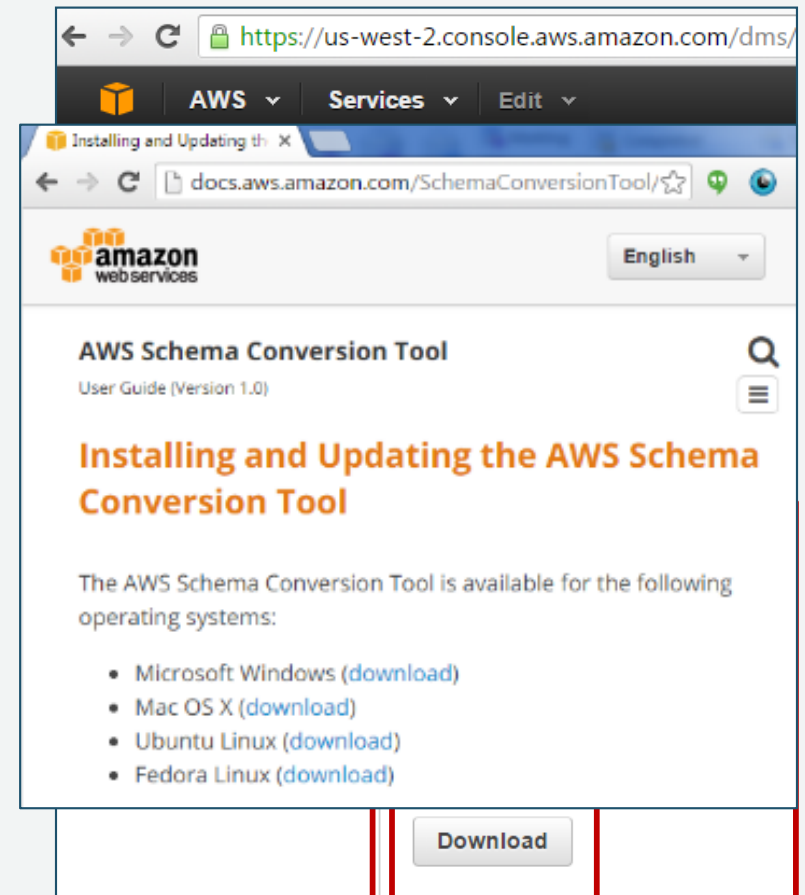 https://us-west-2.console.aws.amazon.com/dms/
AWS Services Edit
Installing and Updating th
docs.aws.amazon.com/SchemaConversionTool/
amazon
webservices
English
AWS Schema Conversion Tool
User Guide (Version 1.0)
Installing and Updating the AWS Schema
Conversion Tool
The AWS Schema Conversion Tool is available for the following
operating systems:
• Microsoft Windows (download)
• Mac OS X (download)
• Ubuntu Linux (download)
• Fedora Linux (download)
Download